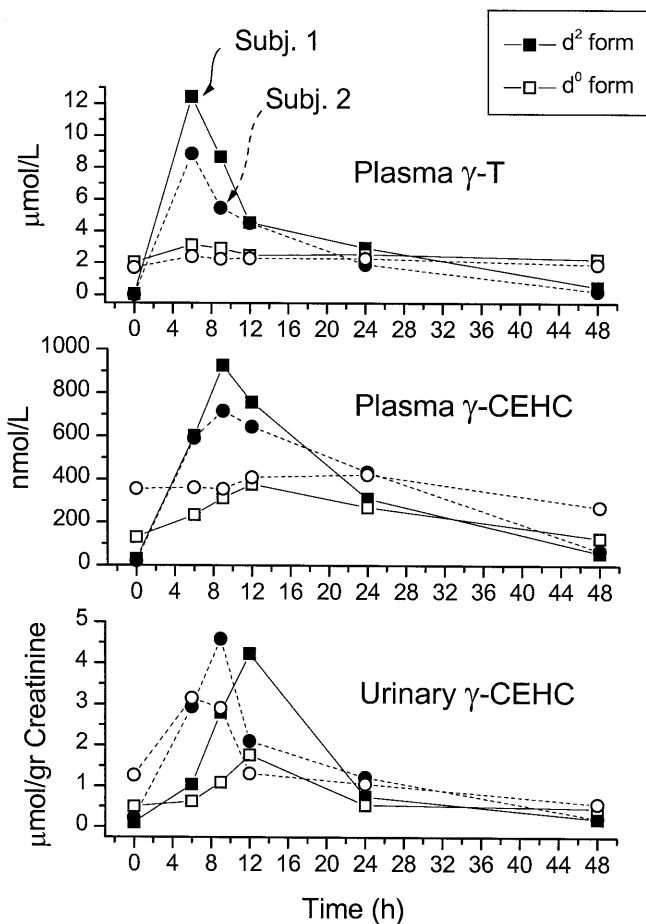 Subj. 1
Subj. 2
d² form
d⁰ form
Plasma γ-T
μmol/L
12
10
8
6
4
2
0
0 4 8 12 16 20 24 28 32 36 40 44 48
Plasma γ-CEHC
nmol/L
1000
800
600
400
200
0
0 4 8 12 16 20 24 28 32 36 40 44 48
Urinary γ-CEHC
μmol/gr Creatinine
5
4
3
2
1
0
0 4 8 12 16 20 24 28 32 36 40 44 48
Time (h)